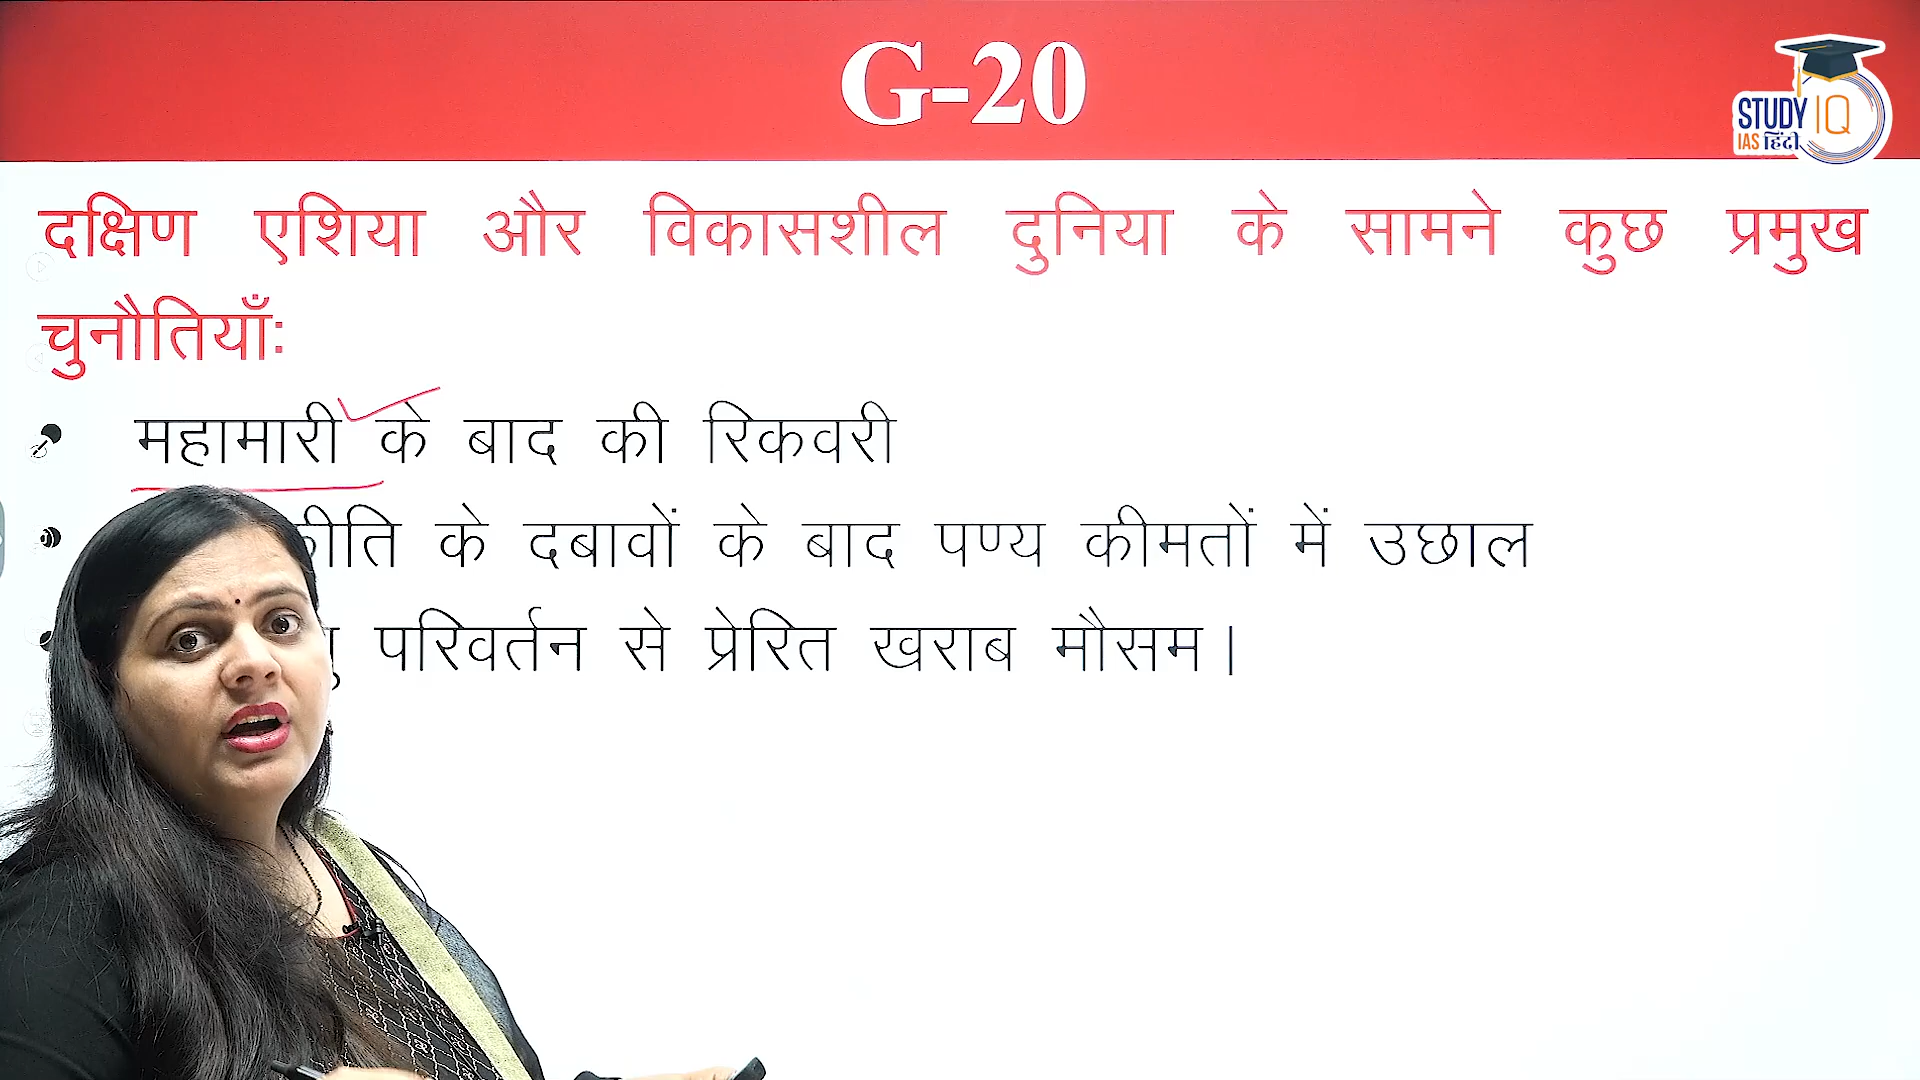 G-20
STUDY IQ
IAS हिंदी
दक्षिण एशिया और विकासशील दुनिया के सामने कुछ प्रमुख
चुनौतियाँः
महामारी के बाद की रिकवरी
के दबावों के बाद पण्य कीमतों में उछाल
परिवर्तन से प्रेरित खराब मौसम।